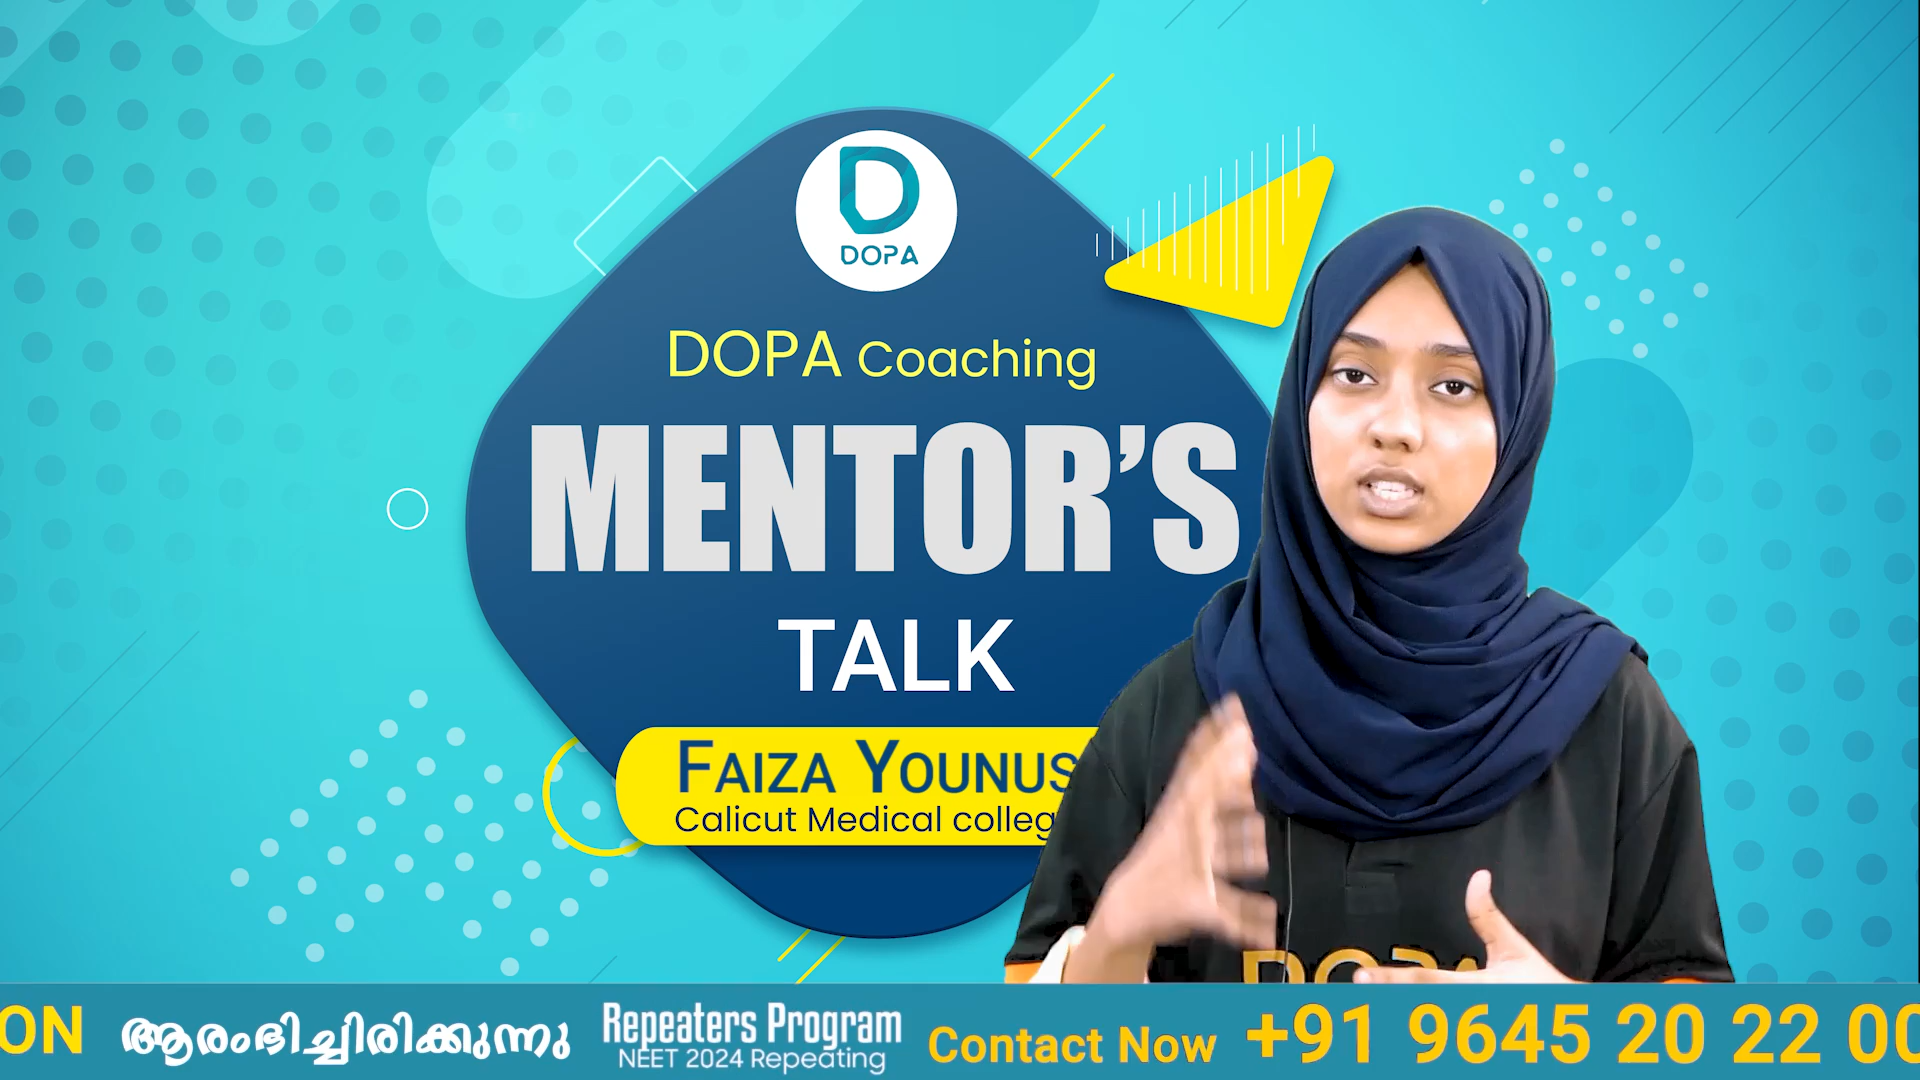 DOPA
DOPA Coaching
MENTOR'S
TALK
FAIZA YOUNUS
Calicut Medical colleg
DOPA
ON ആരംഭിച്ചിരിക്കുന്നു Repeaters Program
NEET 2024 Repeating
Contact Now +91 9645 20 22 00